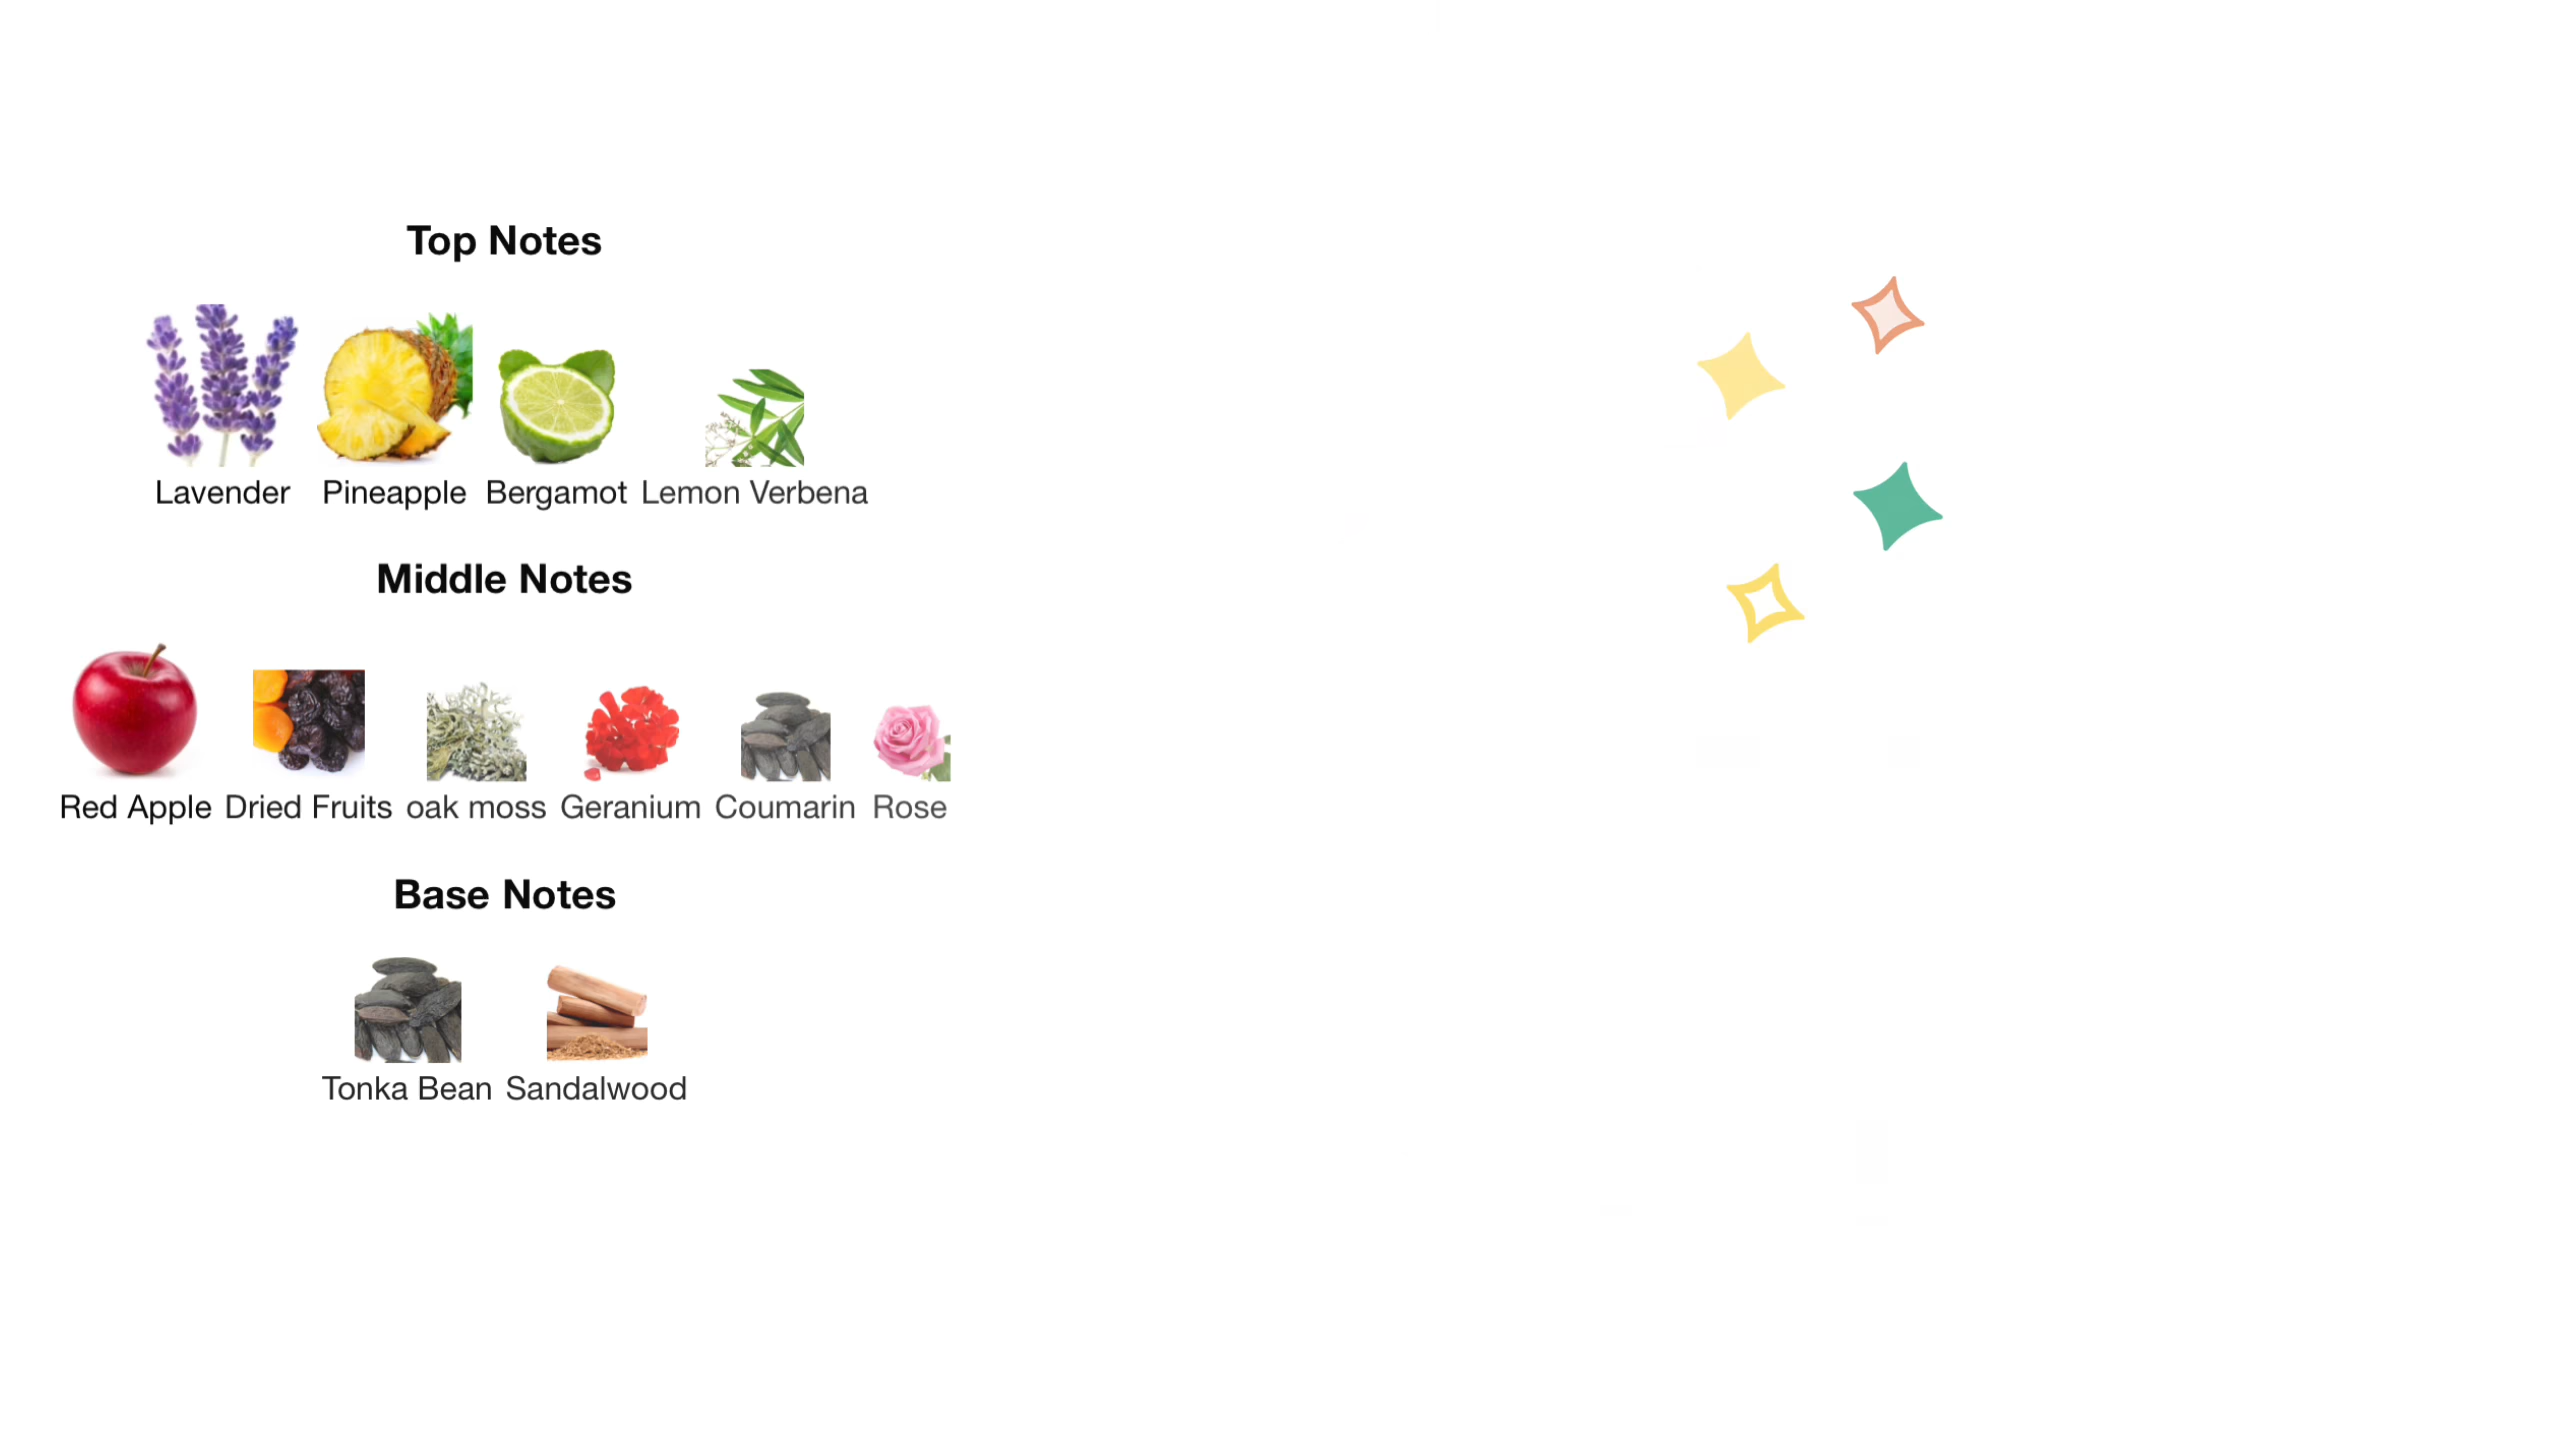 Top Notes
Lavender Pineapple Bergamot Lemon Verbena
Middle Notes
Red Apple Dried Fruits oak moss Geranium Coumarin Rose
Base Notes
Tonka Bean Sandalwood